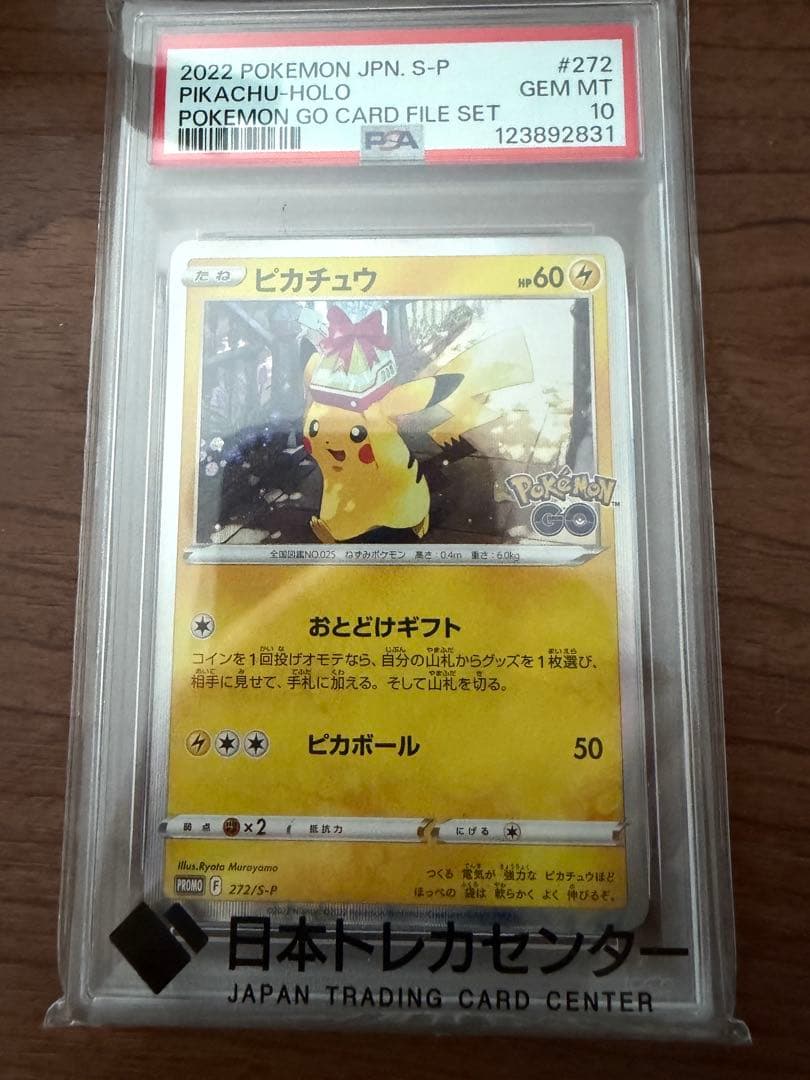 2022 POKEMON JPN. S-P #272
PIKACHU-HOLO GEM MT
POKEMON GO CARD FILE SET 10
PSA 123892831
たね ピカチュウ HP60
Pokémon GO
全国図鑑NO.025 ねずみポケモン 高さ:0.4m 重さ:6.0kg
おとどけギフト
コインを1回投げオモテなら、自分の山札からグッズを1枚選び、
相手に見せて、手札に加える。そして山札を切る。
ピカボール 50
弱点 ×2 抵抗力 にげる
Illus.Ryota Murayama
つくる 電気が 強力な ピカチュウほど
PROMO F 272/S-P
ほっぺの 袋は 軟らかく よく 伸びるぞ。
日本トレカセンター
JAPAN TRADING CARD CENTER